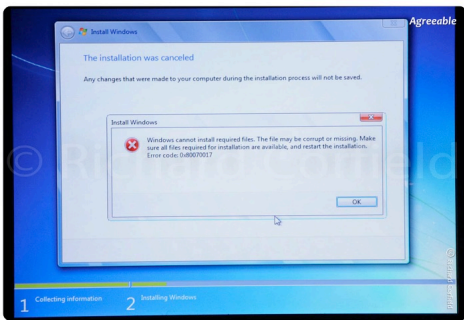 Agreeable
Install Windows
The installation was canceled
Any changes that were made to your computer during the installation process will not be saved.
Install Windows
Windows cannot install required files. The file may be corrupt or missing. Make
sure all files required for installation are available, and restart the installation.
Error code: 0x80070017
OK
1 Collecting information
2 Installing Windows